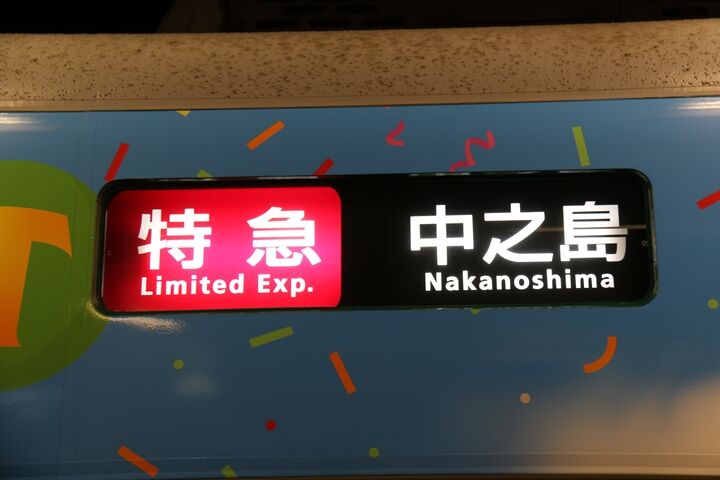 特急 中之島
Limited Exp. Nakanoshima